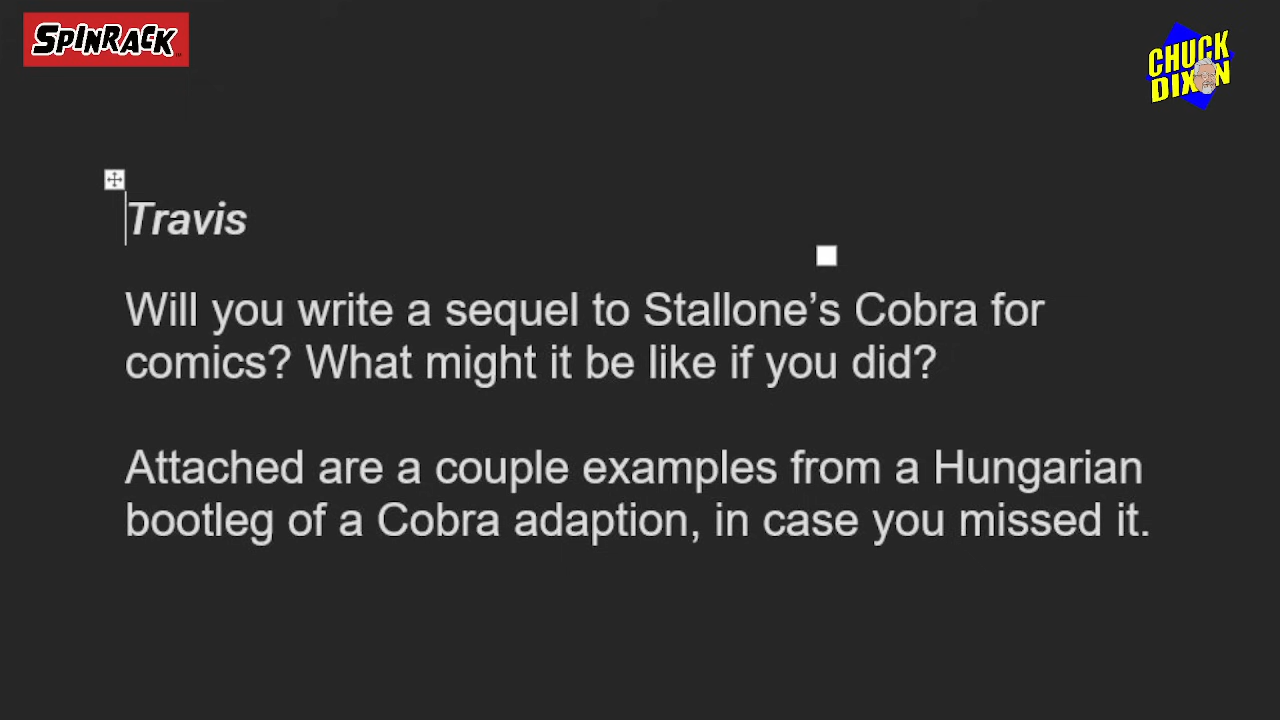 SPINRACK
CHUCK
DIXON
Travis
Will you write a sequel to Stallone’s Cobra for
comics? What might it be like if you did?
Attached are a couple examples from a Hungarian
bootleg of a Cobra adaption, in case you missed it.